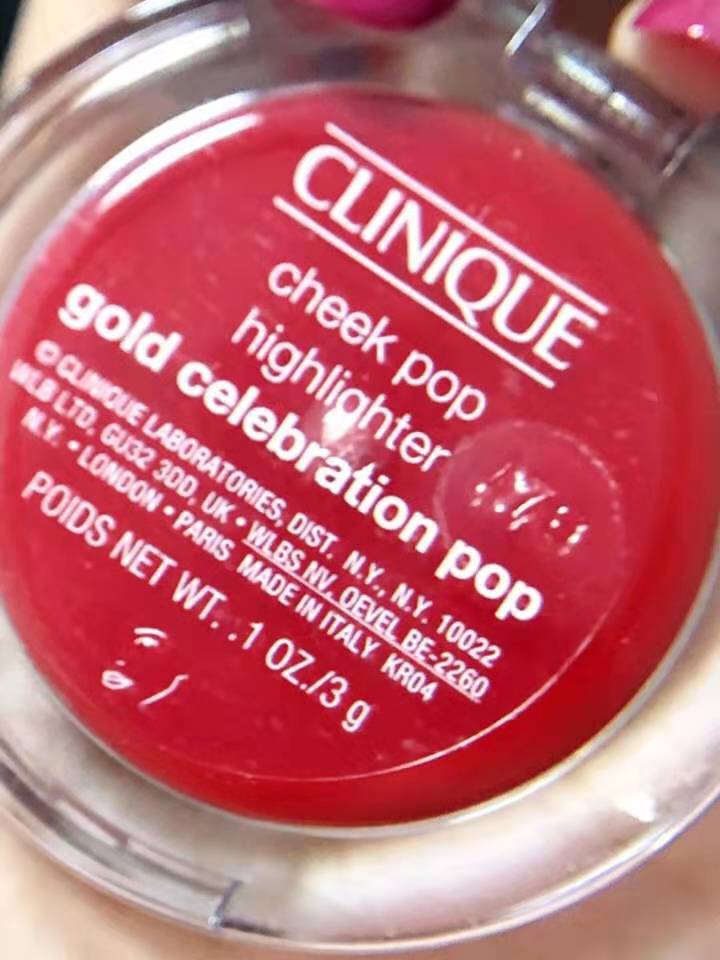 CLINIQUE
cheek pop
highlighter
gold celebration pop
© CLINIQUE LABORATORIES, DIST. N.Y., N.Y. 10022
WLB LTD, GU32 3DD, UK • WLBS NV, OEVEL BE-2260
N.Y. • LONDON • PARIS MADE IN ITALY KR04
POIDS NET WT. .1 OZ./3 g